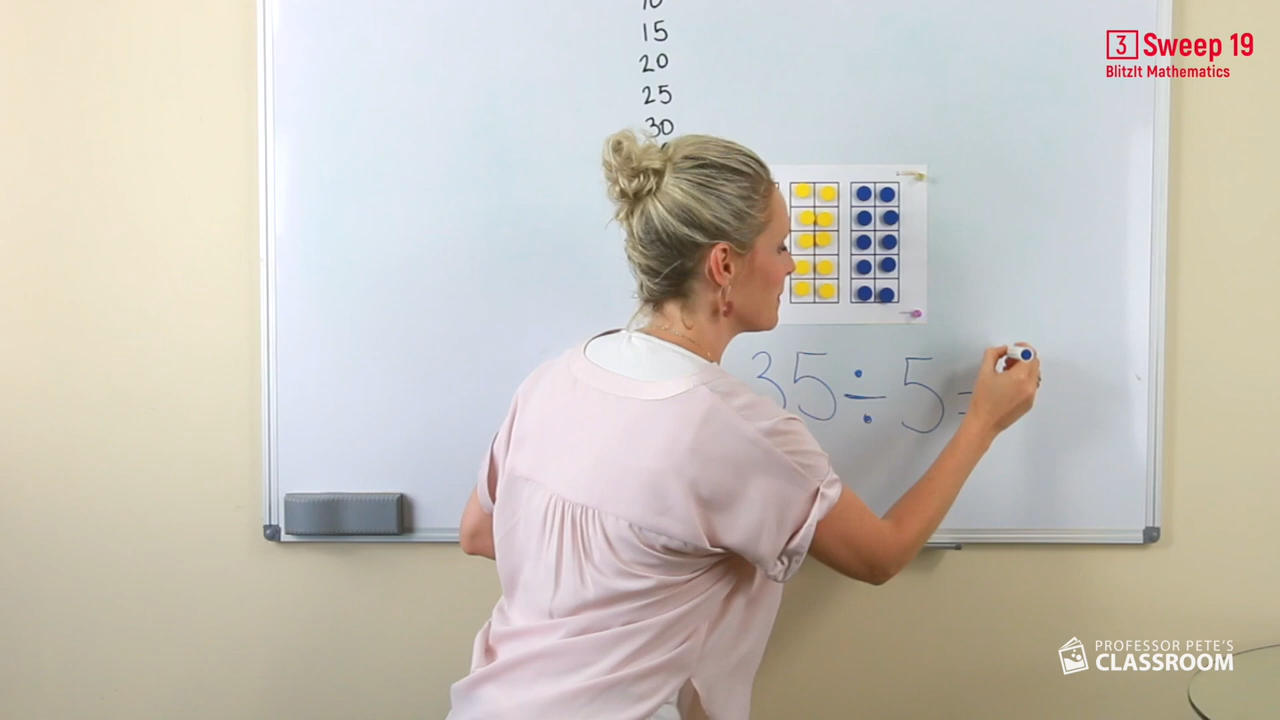 15
20
25
30
35 ÷ 5 =
3 Sweep 19
BlitzIt Mathematics
PROFESSOR PETE'S
CLASSROOM